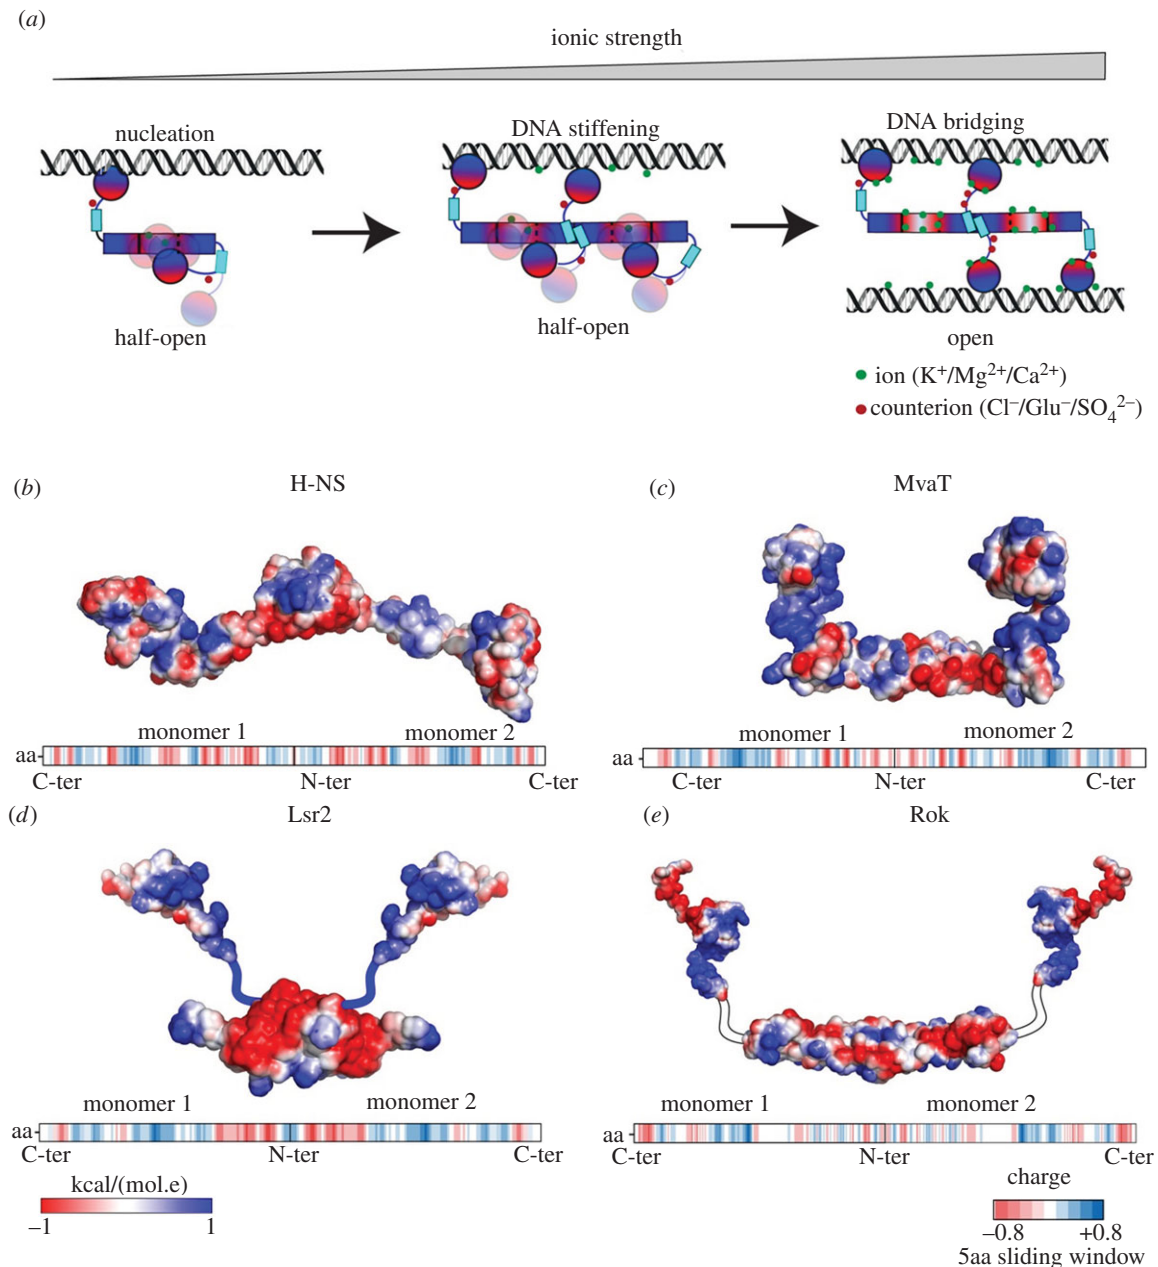 (a)
ionic strength
nucleation
DNA stiffening
DNA bridging
half-open
half-open
open
ion (K⁺/Mg²⁺/Ca²⁺)
counterion (Cl⁻/Glu⁻/SO₄²⁻)
(b)
H-NS
(c)
MvaT
monomer 1
monomer 2
aa
C-ter
N-ter
C-ter
monomer 1
monomer 2
aa
C-ter
N-ter
C-ter
(d)
Lsr2
(e)
Rok
monomer 1
monomer 2
aa
C-ter
N-ter
C-ter
monomer 1
monomer 2
aa
C-ter
N-ter
C-ter
kcal/(mol.e)
–1
1
charge
–0.8
+0.8
5aa sliding window